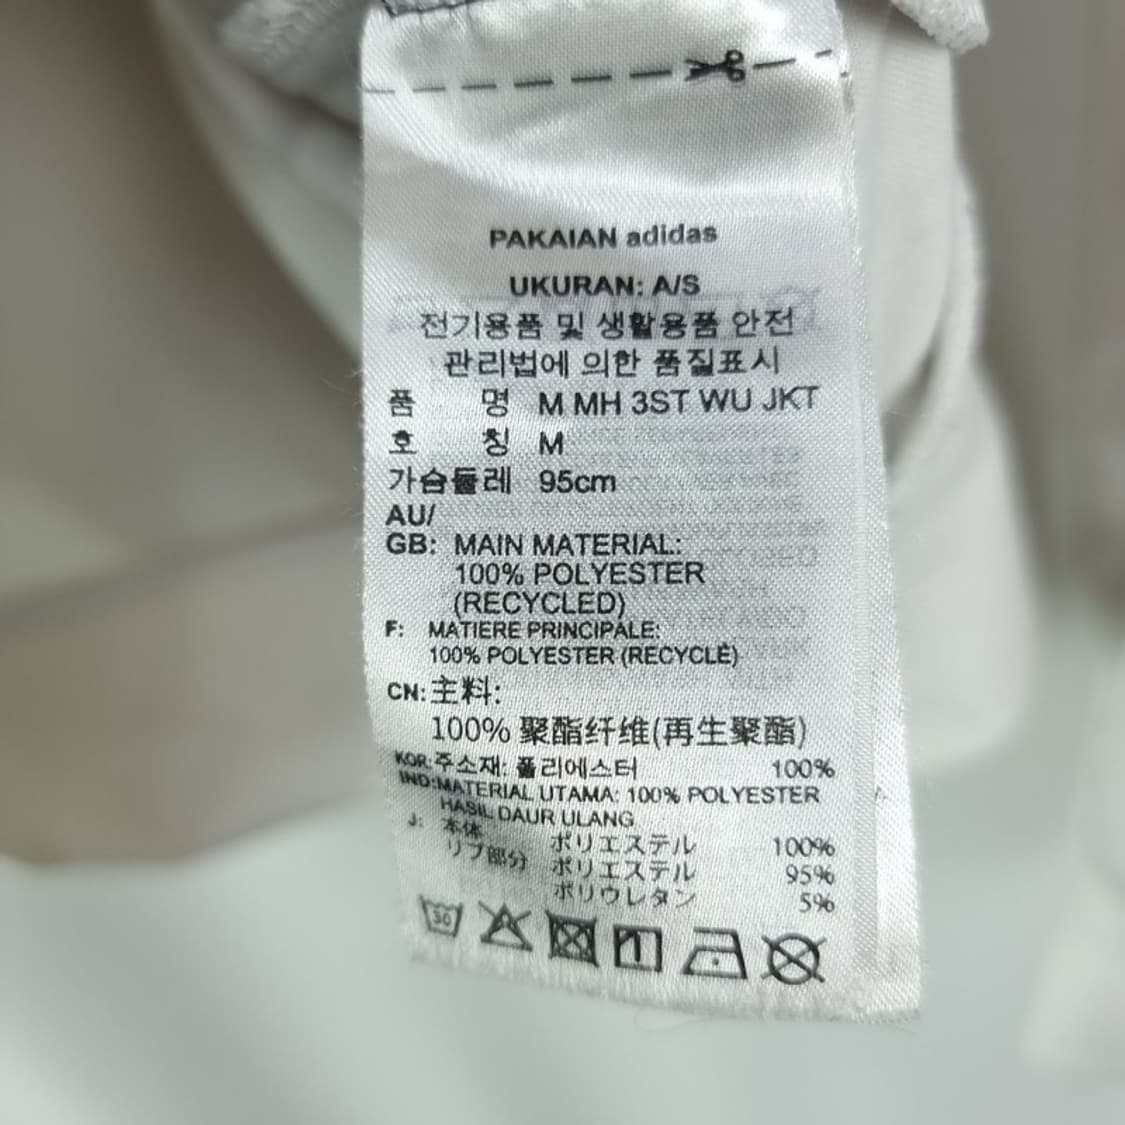 PAKAIAN adidas
UKURAN: A/S
전기용품 및 생활용품 안전
관리법에 의한 품질표시
품 명 M MH 3ST WU JKT
호 칭 M
가슴둘레 95cm
AU/
GB: MAIN MATERIAL:
100% POLYESTER
(RECYCLED)
F: MATIERE PRINCIPALE:
100% POLYESTER (RECYCLÉ)
CN: 主料:
100% 聚酯纤维(再生聚酯)
KOR: 주소재: 폴리에스터 100%
IND: MATERIAL UTAMA: 100% POLYESTER
HASIL DAUR ULANG
J: 本体 ポリエステル 100%
リブ部分 ポリエステル 95%
ポリウレタン 5%
30